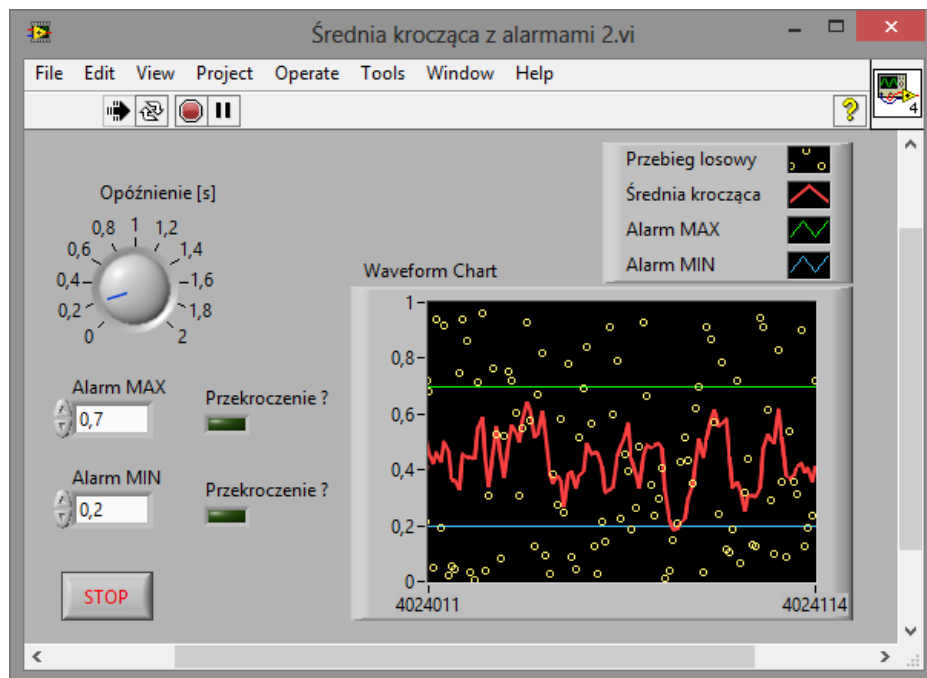 Średnia krocząca z alarmami 2.vi
File Edit View Project Operate Tools Window Help
4
Przebieg losowy
Średnia krocząca
Alarm MAX
Alarm MIN
Opóźnienie [s]
0,8 1 1,2
0,6 1,4
0,4 1,6
0,2 1,8
0 2
Waveform Chart
1
0,8
0,6
0,4
0,2
0
4024011 4024114
Alarm MAX
0,7
Przekroczenie ?
Alarm MIN
0,2
Przekroczenie ?
STOP